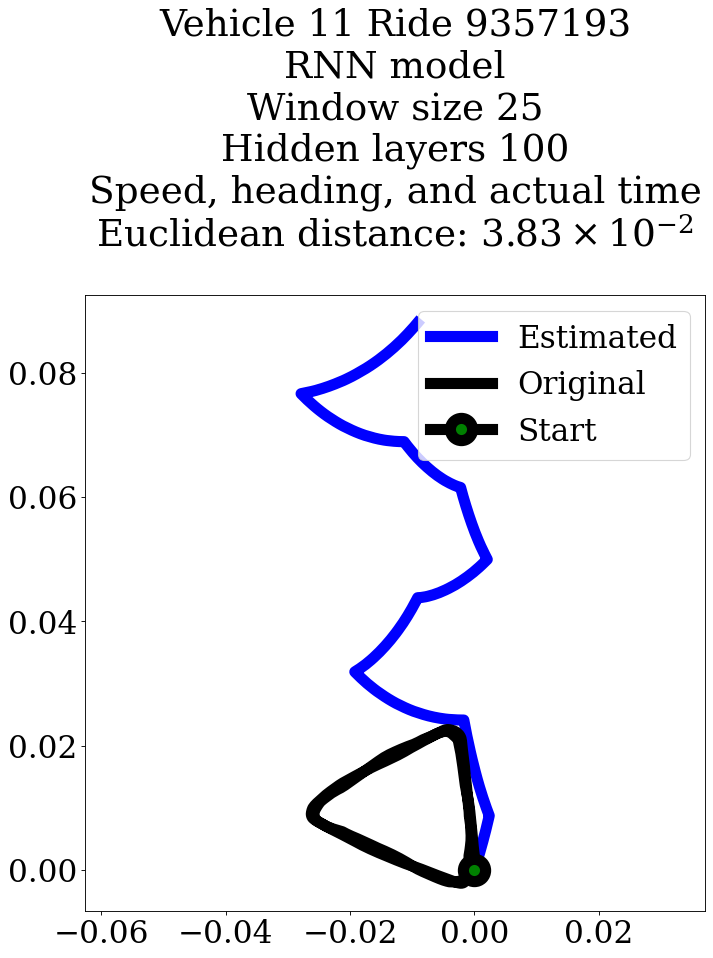 Vehicle 11 Ride 9357193
RNN model
Window size 25
Hidden layers 100
Speed, heading, and actual time
Euclidean distance: 3.83 × 10⁻²
Estimated
Original
Start
0.08
0.06
0.04
0.02
0.00
−0.06 −0.04 −0.02 0.00 0.02